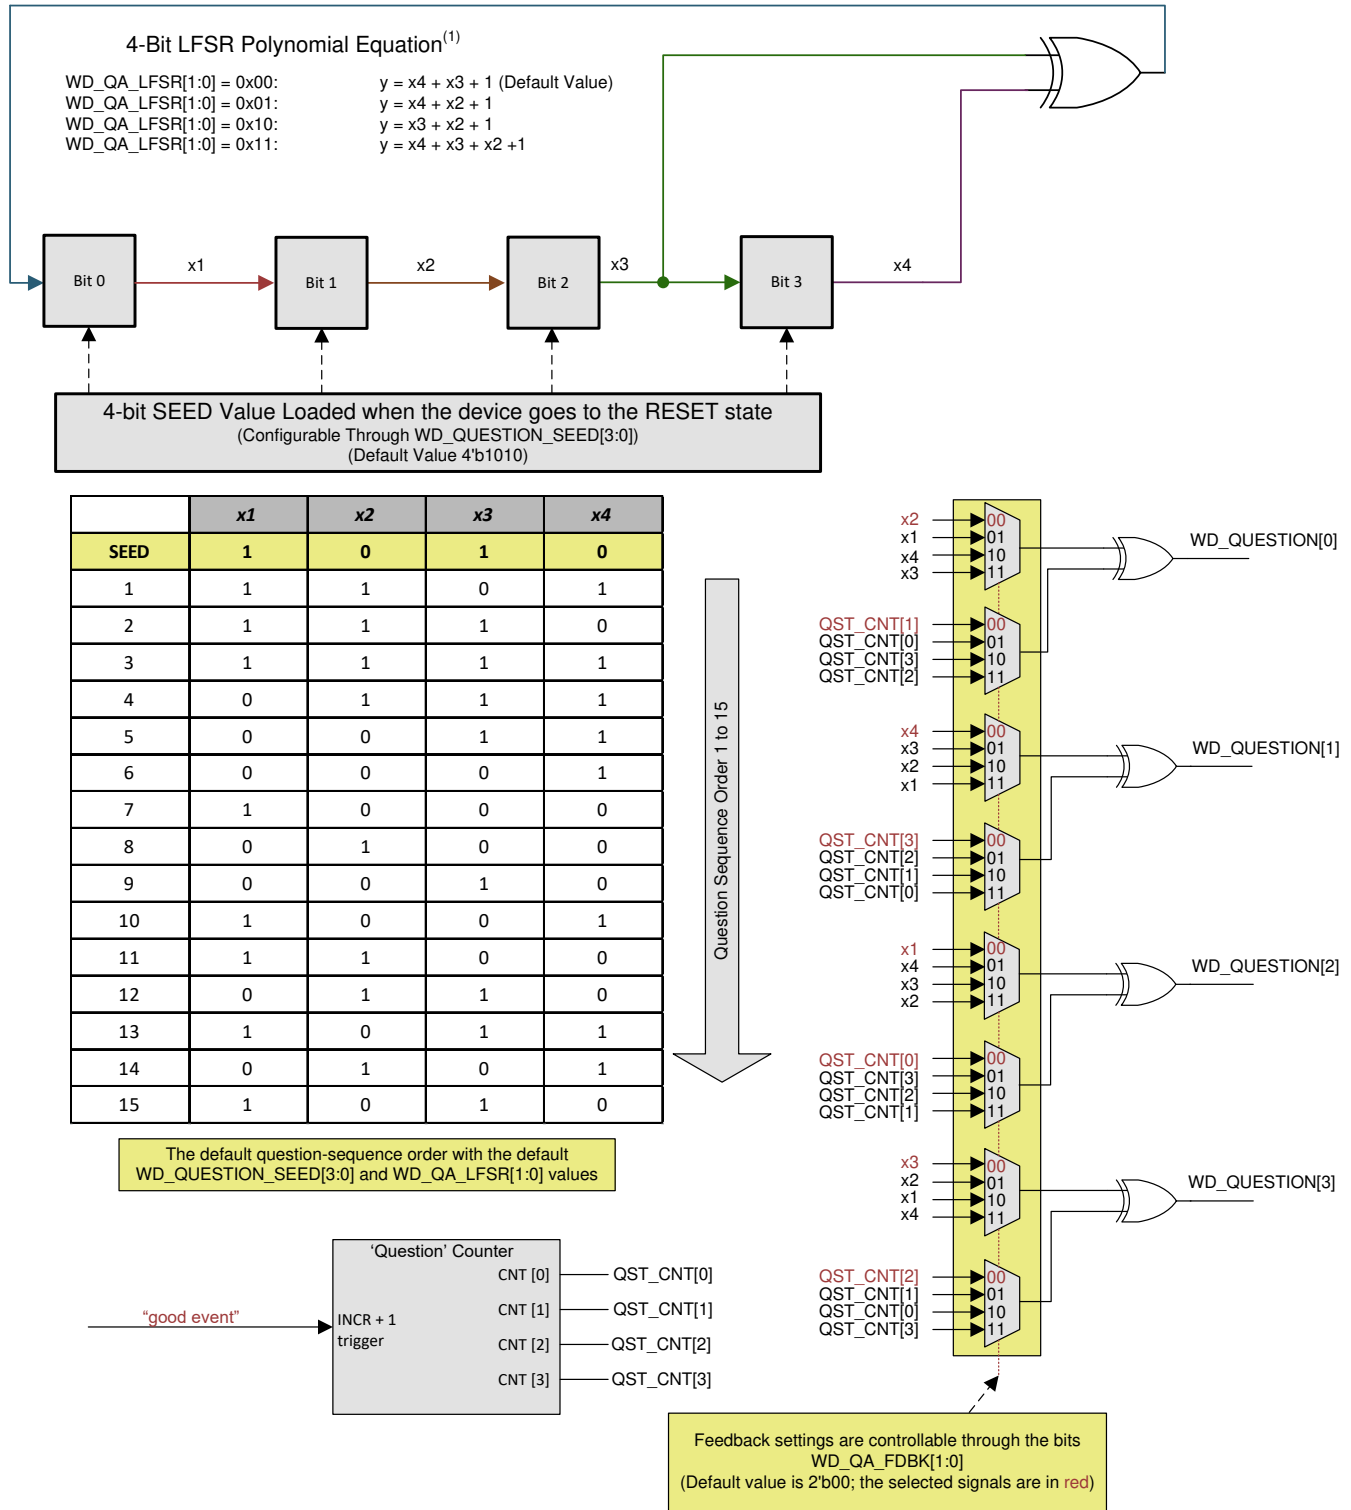 4-Bit LFSR Polynomial Equation(1)
WD_QA_LFSR[1:0] = 0x00: y = x4 + x3 + 1 (Default Value)
WD_QA_LFSR[1:0] = 0x01: y = x4 + x2 + 1
WD_QA_LFSR[1:0] = 0x10: y = x3 + x2 + 1
WD_QA_LFSR[1:0] = 0x11: y = x4 + x3 + x2 +1
Bit 0
x1
Bit 1
x2
Bit 2
x3
Bit 3
x4
4-bit SEED Value Loaded when the device goes to the RESET state
(Configurable Through WD_QUESTION_SEED[3:0])
(Default Value 4'b1010)
x1 x2 x3 x4
SEED 1 0 1 0
1 1 1 0 1
2 1 1 1 0
3 1 1 1 1
4 0 1 1 1
5 0 0 1 1
6 0 0 0 1
7 1 0 0 0
8 0 1 0 0
9 0 0 1 0
10 1 0 0 1
11 1 1 0 0
12 0 1 1 0
13 1 0 1 1
14 0 1 0 1
15 1 0 1 0
Question Sequence Order 1 to 15
The default question-sequence order with the default
WD_QUESTION_SEED[3:0] and WD_QA_LFSR[1:0] values
x2 00
x1 01
x4 10
x3 11
WD_QUESTION[0]
QST_CNT[1] 00
QST_CNT[0] 01
QST_CNT[3] 10
QST_CNT[2] 11
x4 00
x3 01
x2 10
x1 11
WD_QUESTION[1]
QST_CNT[3] 00
QST_CNT[2] 01
QST_CNT[1] 10
QST_CNT[0] 11
x1 00
x4 01
x3 10
x2 11
WD_QUESTION[2]
QST_CNT[0] 00
QST_CNT[3] 01
QST_CNT[2] 10
QST_CNT[1] 11
x3 00
x2 01
x1 10
x4 11
WD_QUESTION[3]
QST_CNT[2] 00
QST_CNT[1] 01
QST_CNT[0] 10
QST_CNT[3] 11
'Question' Counter
"good event"
INCR + 1
trigger
CNT [0] QST_CNT[0]
CNT [1] QST_CNT[1]
CNT [2] QST_CNT[2]
CNT [3] QST_CNT[3]
Feedback settings are controllable through the bits
WD_QA_FDBK[1:0]
(Default value is 2'b00; the selected signals are in red)